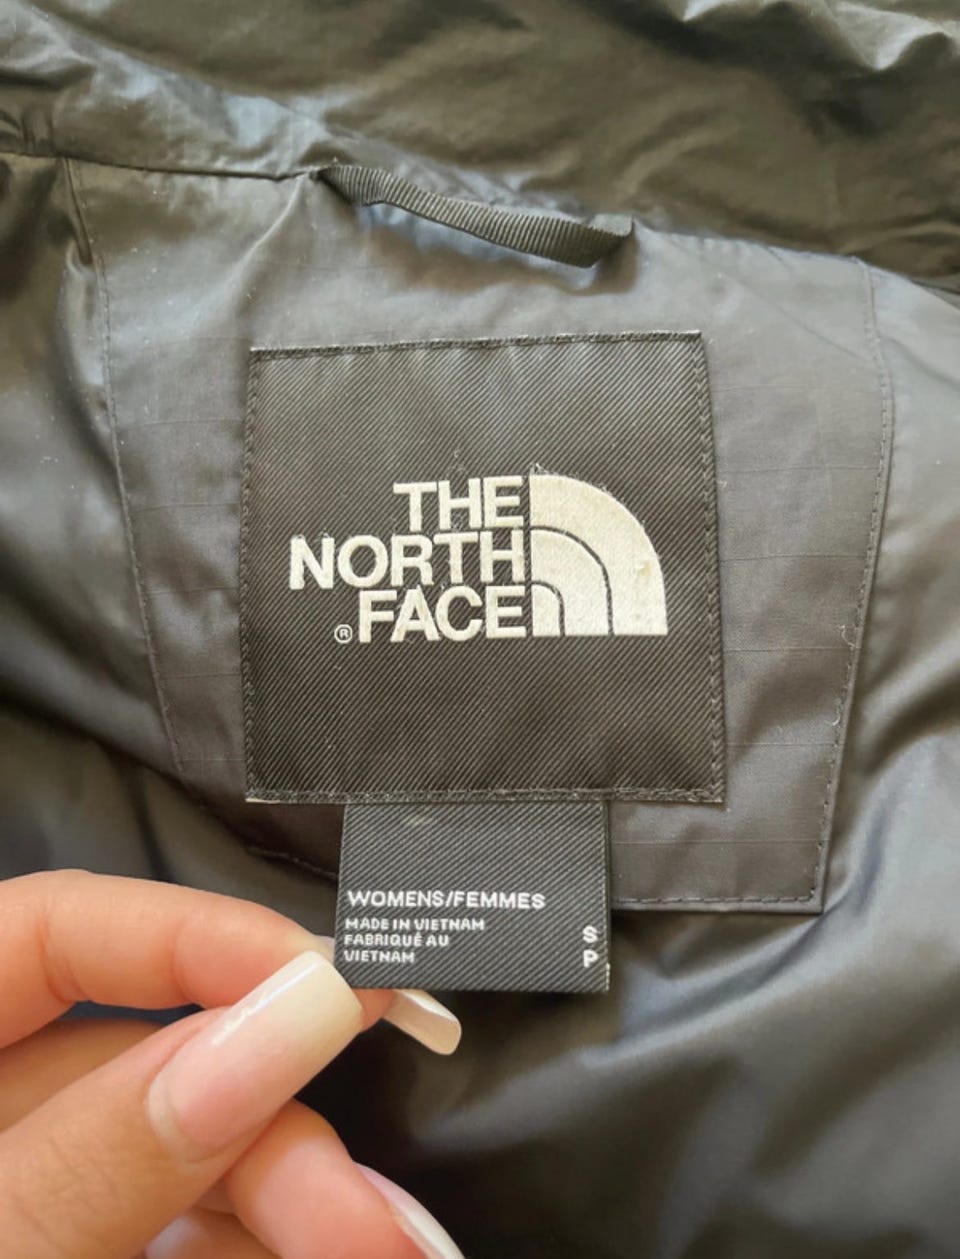 THE
NORTH
®FACE
WOMENS/FEMMES
MADE IN VIETNAM
FABRIQUÉ AU
VIETNAM
S
P